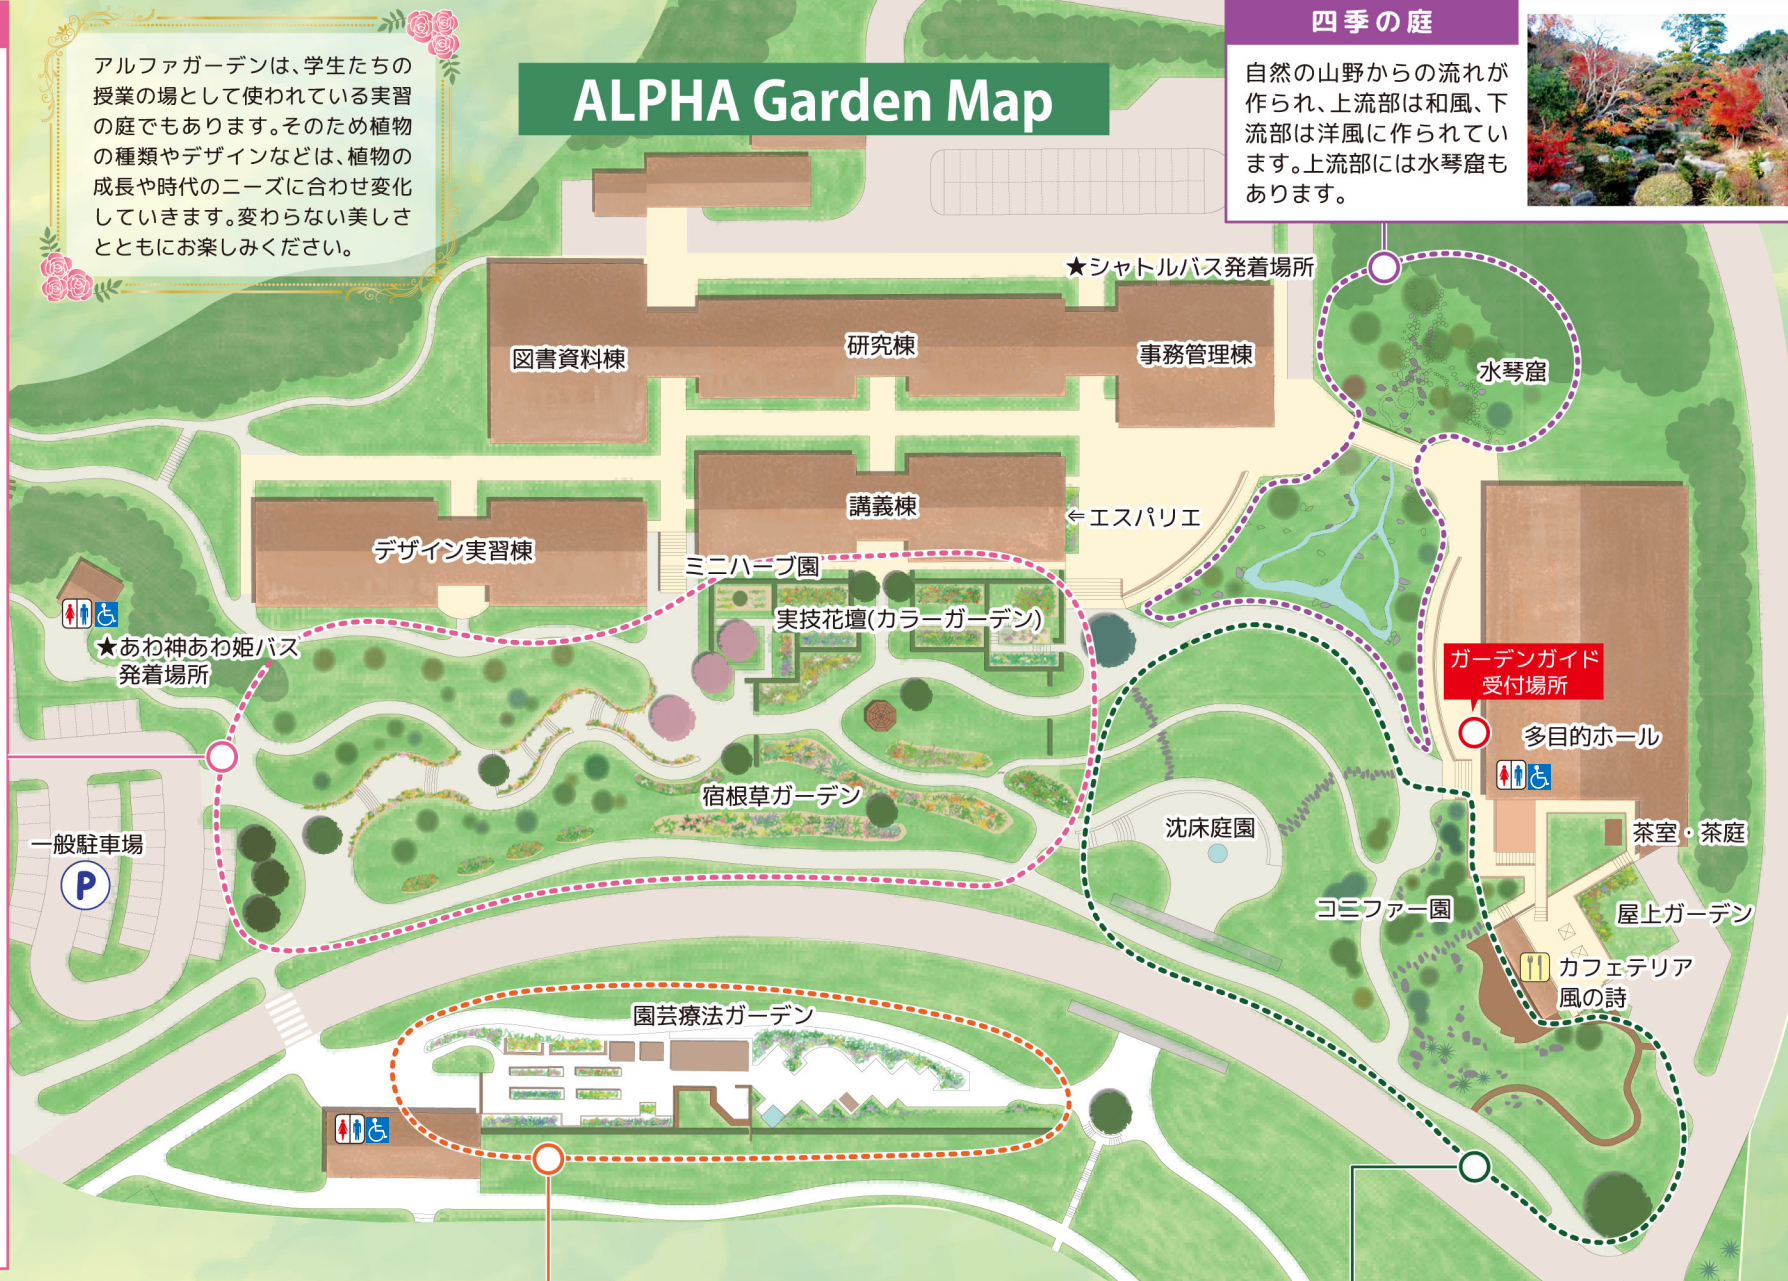 アルファガーデンは、学生たちの
授業の場として使われている実習
の庭でもあります。そのため植物
の種類やデザインなどは、植物の
成長や時代のニーズに合わせ変化
していきます。変わらない美しさ
とともにお楽しみください。
ALPHA Garden Map
四季の庭
自然の山野からの流れが
作られ、上流部は和風、下
流部は洋風に作られてい
ます。上流部には水琴窟も
あります。
★シャトルバス発着場所
図書資料棟
研究棟
事務管理棟
水琴窟
講義棟
⇐エスパリエ
デザイン実習棟
ミニハーブ園
実技花壇(カラーガーデン)
★あわ神あわ姫バス
発着場所
ガーデンガイド
受付場所
多目的ホール
宿根草ガーデン
沈床庭園
茶室・茶庭
一般駐車場
P
コニファー園
屋上ガーデン
カフェテリア
風の詩
園芸療法ガーデン